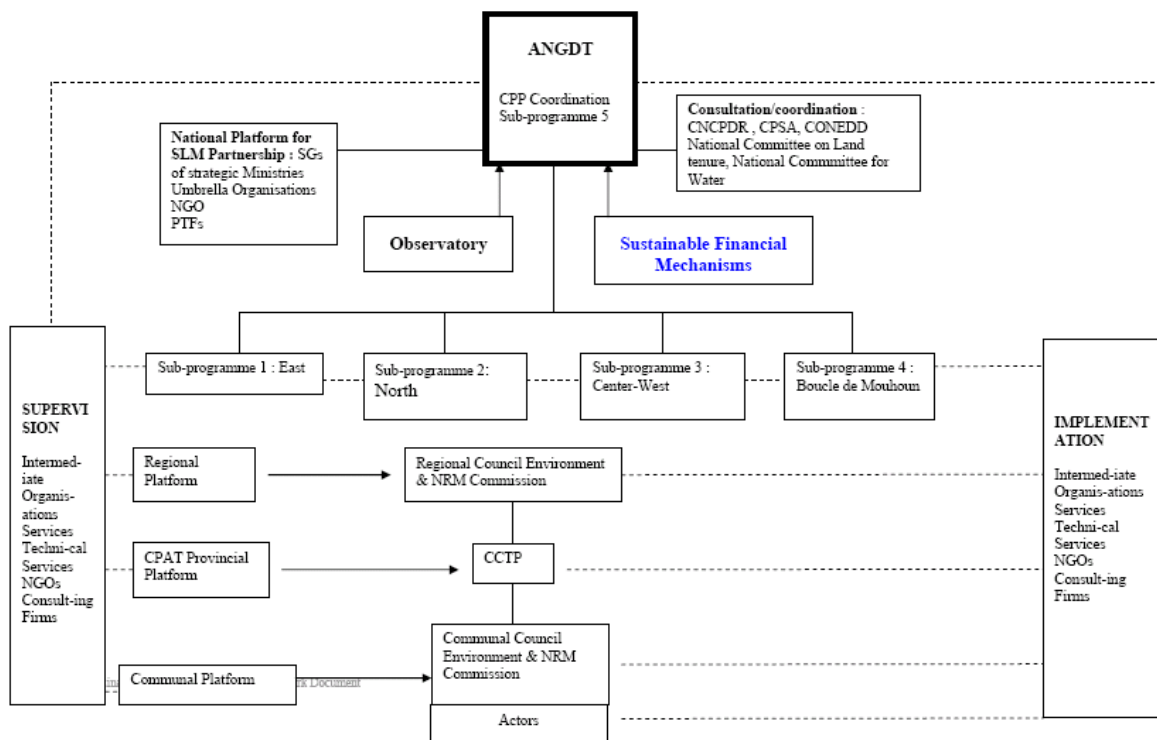 ANGDT
CPP Coordination
Sub-programme 5
National Platform for
SLM Partnership : SGs
of strategic Ministries
Umbrella Organisations
NGO
PTFs
Consultation/coordination :
CNCPDR , CPSA, CONEDD
National Committee on Land
tenure, National Commmittee for
Water
Observatory
Sustainable Financial
Mechanisms
Sub-programme 1 : East
Sub-programme 2:
North
Sub-programme 3 :
Center-West
Sub-programme 4 :
Boucle de Mouhoun
SUPERVI
SION
Intermed-
iate
Organis-
ations
Services
Techni-cal
Services
NGOs
Consult-ing
Firms
Regional
Platform
Regional Council Environment
& NRM Commission
CPAT Provincial
Platform
CCTP
Communal Platform
Communal Council
Environment & NRM
Commission
Actors
Document
IMPLEMENT
ATION
Intermed-iate
Organis-ations
Services
Techni-cal
Services
NGOs
Consult-ing
Firms